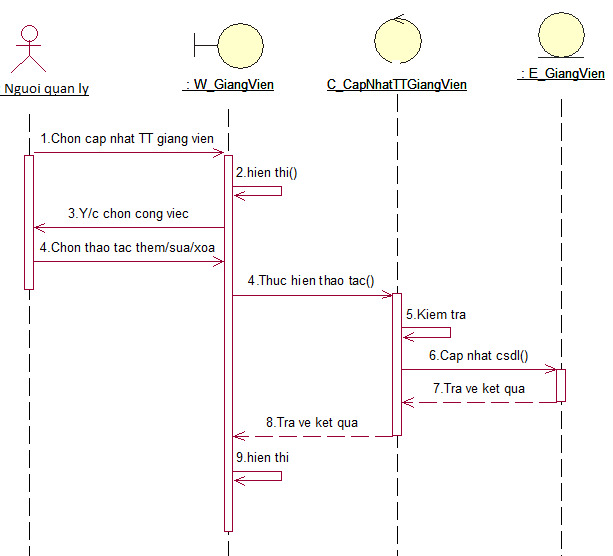 Nguoi quan ly
: W_GiangVien
C_CapNhatTTGiangVien
: E_GiangVien
1.Chon cap nhat TT giang vien
2.hien thi()
3.Y/c chon cong viec
4.Chon thao tac them/sua/xoa
4.Thuc hien thao tac()
5.Kiem tra
6.Cap nhat csdl()
7.Tra ve ket qua
8.Tra ve ket qua
9.hien thi